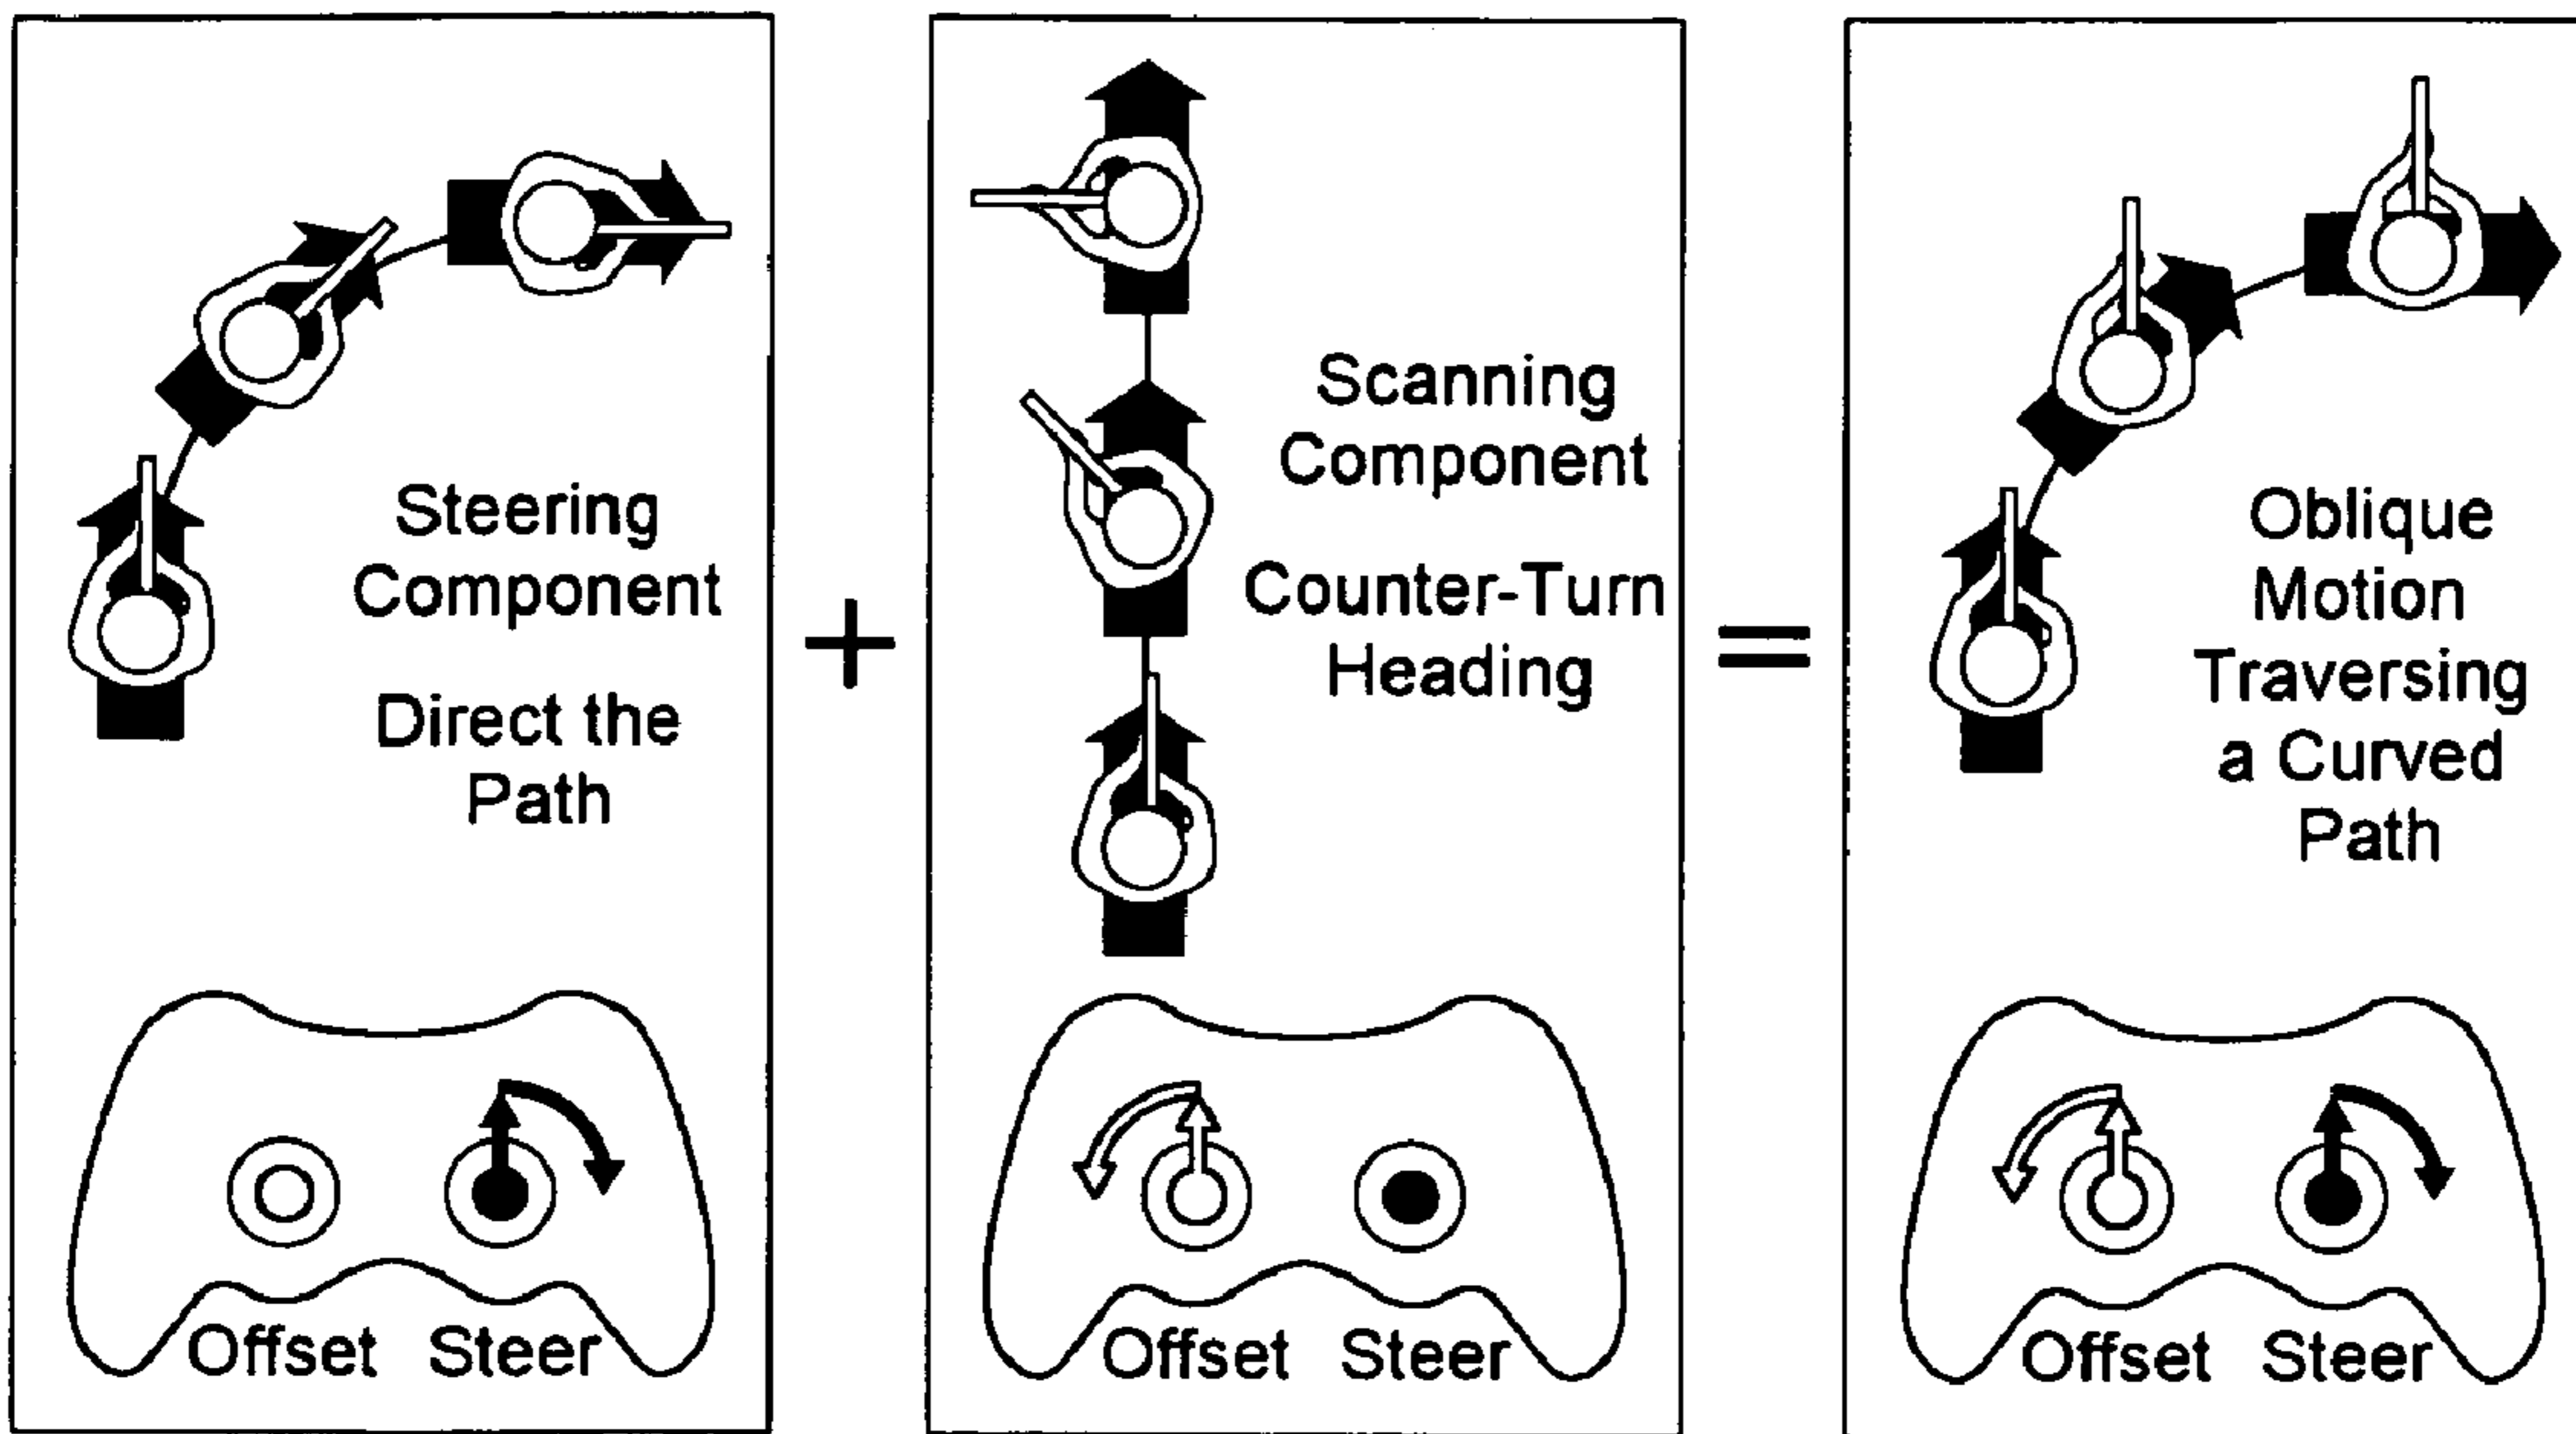 Steering
Component
Direct the
Path
Offset Steer
+
Scanning
Component
Counter-Turn
Heading
Offset Steer
=
Oblique
Motion
Traversing
a Curved
Path
Offset Steer